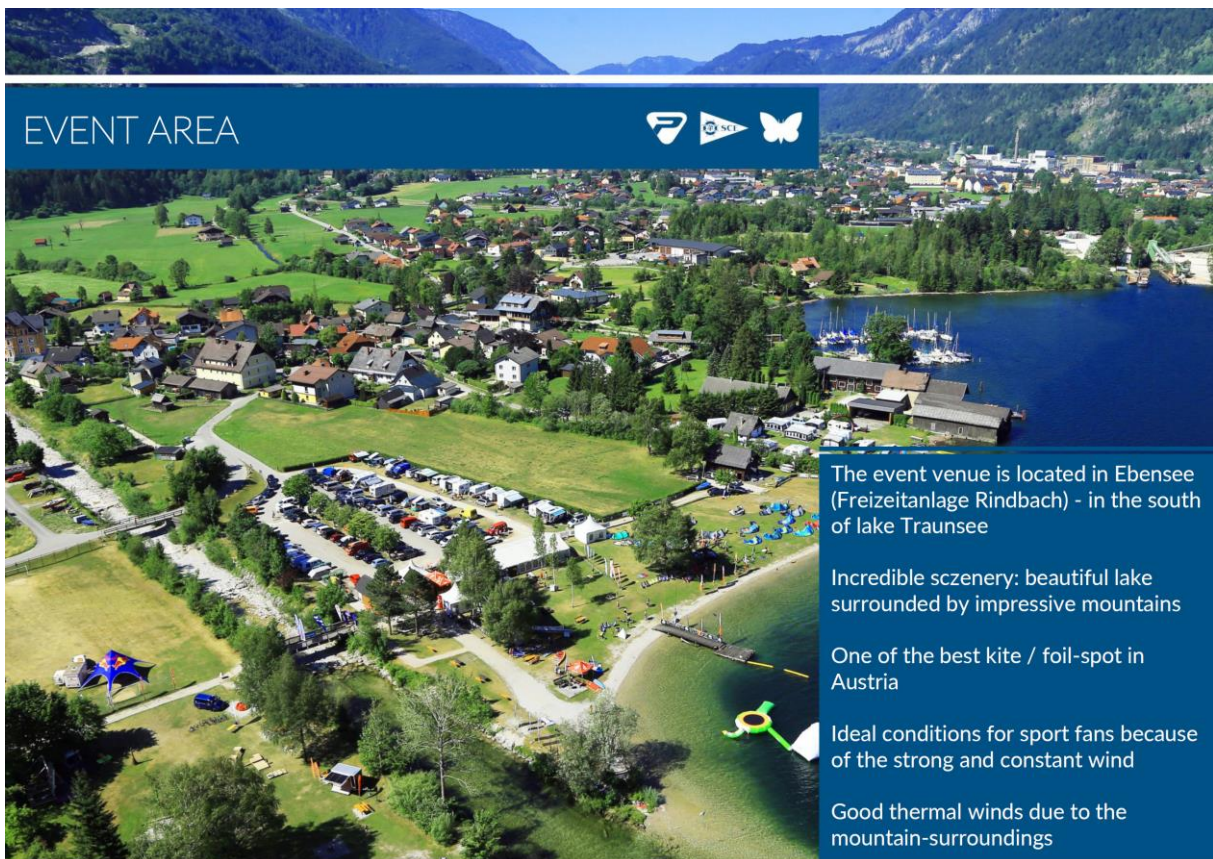 EVENT AREA
SCE
The event venue is located in Ebensee
(Freizeitanlage Rindbach) - in the south
of lake Traunsee
Incredible sczenery: beautiful lake
surrounded by impressive mountains
One of the best kite / foil-spot in
Austria
Ideal conditions for sport fans because
of the strong and constant wind
Good thermal winds due to the
mountain-surroundings